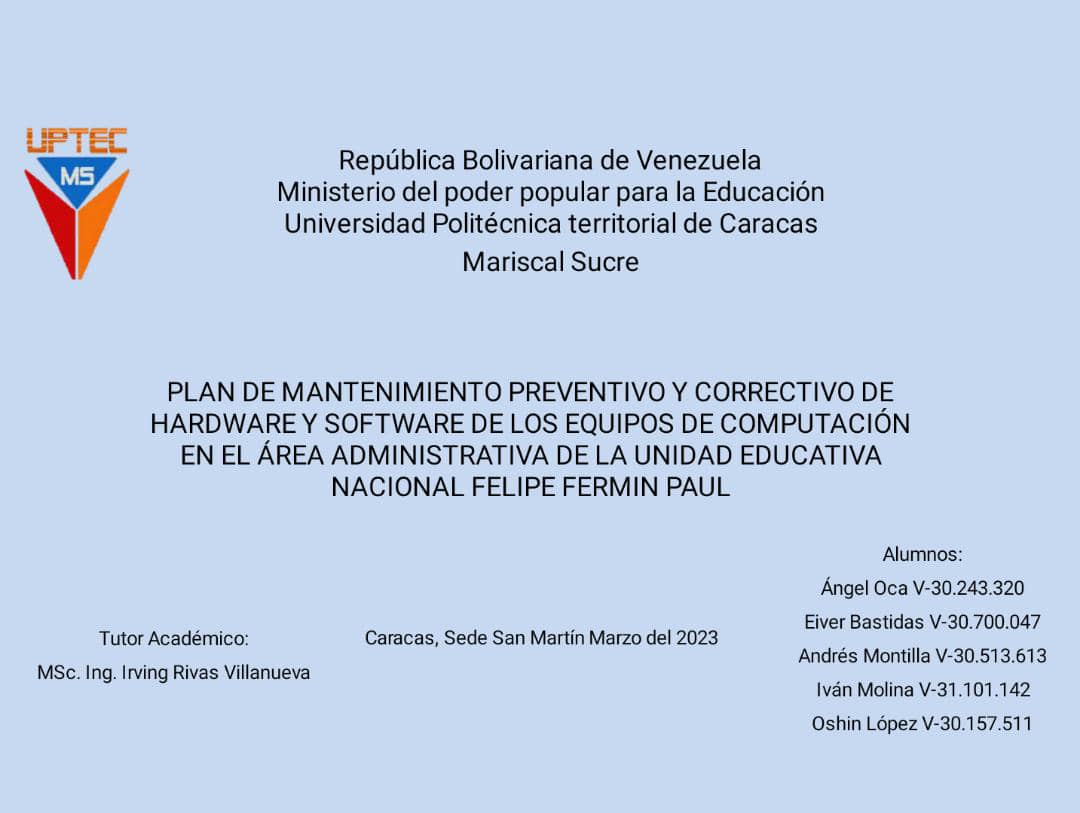 UPTEC
MS
República Bolivariana de Venezuela
Ministerio del poder popular para la Educación
Universidad Politécnica territorial de Caracas
Mariscal Sucre
PLAN DE MANTENIMIENTO PREVENTIVO Y CORRECTIVO DE
HARDWARE Y SOFTWARE DE LOS EQUIPOS DE COMPUTACIÓN
EN EL ÁREA ADMINISTRATIVA DE LA UNIDAD EDUCATIVA
NACIONAL FELIPE FERMIN PAUL
Tutor Académico:
MSc. Ing. Irving Rivas Villanueva
Caracas, Sede San Martín Marzo del 2023
Alumnos:
Ángel Oca V-30.243.320
Eiver Bastidas V-30.700.047
Andrés Montilla V-30.513.613
Iván Molina V-31.101.142
Oshin López V-30.157.511